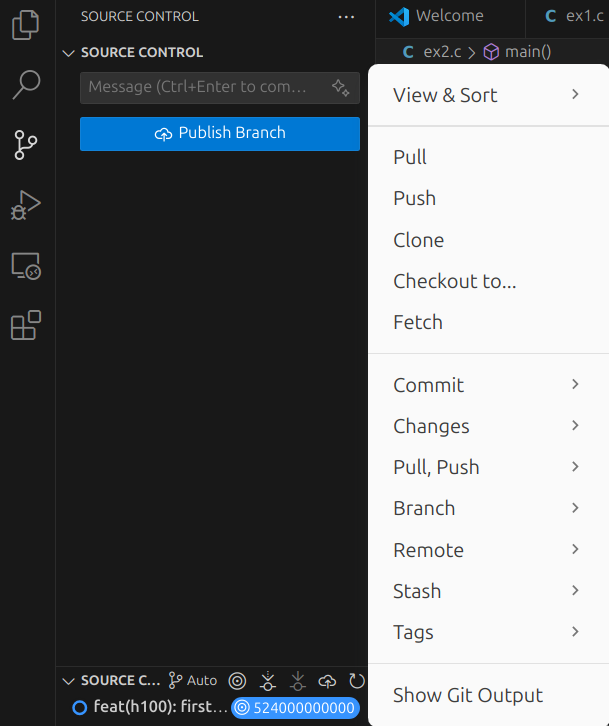 SOURCE CONTROL
Welcome
ex1.c
SOURCE CONTROL
ex2.c > main()
Message (Ctrl+Enter to com...
Publish Branch
View & Sort
Pull
Push
Clone
Checkout to...
Fetch
Commit
Changes
Pull, Push
Branch
Remote
Stash
Tags
Show Git Output
SOURCE C... Auto
feat(h100): first... 524000000000